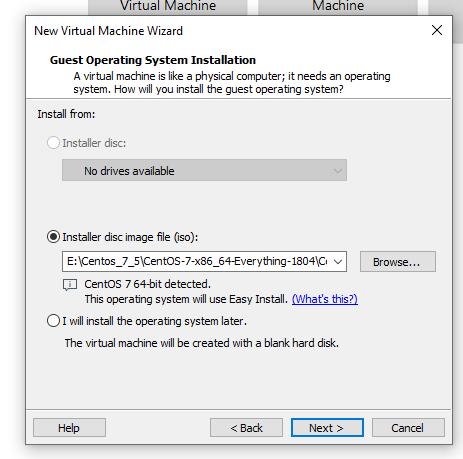 Virtual Machine
Machine
New Virtual Machine Wizard
Guest Operating System Installation
A virtual machine is like a physical computer; it needs an operating
system. How will you install the guest operating system?
Install from:
Installer disc:
No drives available
Installer disc image file (iso):
E:\Centos_7_5\CentOS-7-x86_64-Everything-1804\Ce
Browse...
CentOS 7 64-bit detected.
This operating system will use Easy Install. (What's this?)
I will install the operating system later.
The virtual machine will be created with a blank hard disk.
Help
< Back
Next >
Cancel